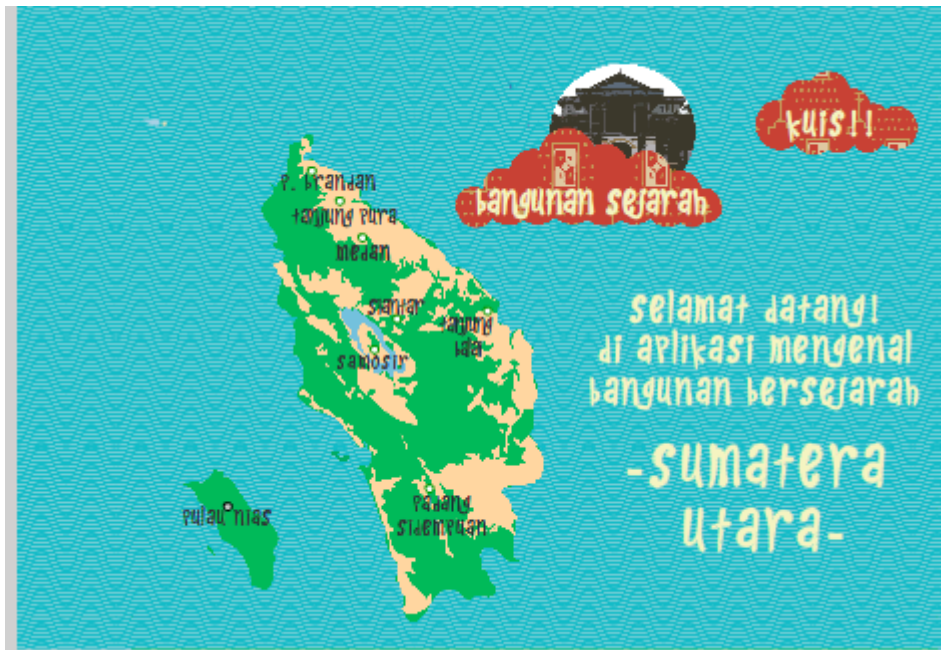 kuis!!
bangunan sejarah
P. brandan
tanjung pura
medan
siantar
tanjung
balai
samosir
selamat datang!
di aplikasi mengenal
bangunan bersejarah
-sumatera
utara-
padang
sidempuan
pulau nias